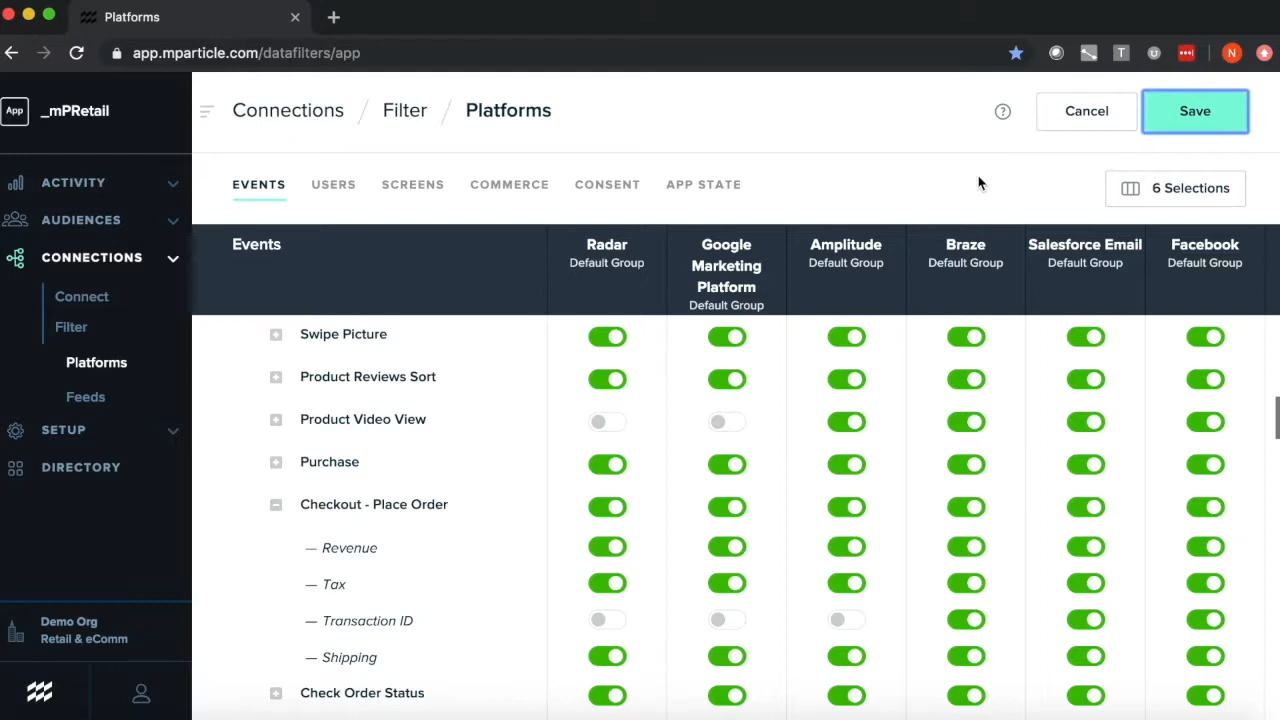 Platforms
app.mparticle.com/datafilters/app
T
N
App
_mPRetail
Connections / Filter / Platforms
?
Cancel
Save
ACTIVITY
AUDIENCES
CONNECTIONS
Connect
Filter
Platforms
Feeds
SETUP
DIRECTORY
Demo Org
Retail & eComm
EVENTS USERS SCREENS COMMERCE CONSENT APP STATE
6 Selections
Events
Radar
Default Group
Google
Marketing
Platform
Default Group
Amplitude
Default Group
Braze
Default Group
Salesforce Email
Default Group
Facebook
Default Group
Swipe Picture
Product Reviews Sort
Product Video View
Purchase
Checkout - Place Order
— Revenue
— Tax
— Transaction ID
— Shipping
Check Order Status